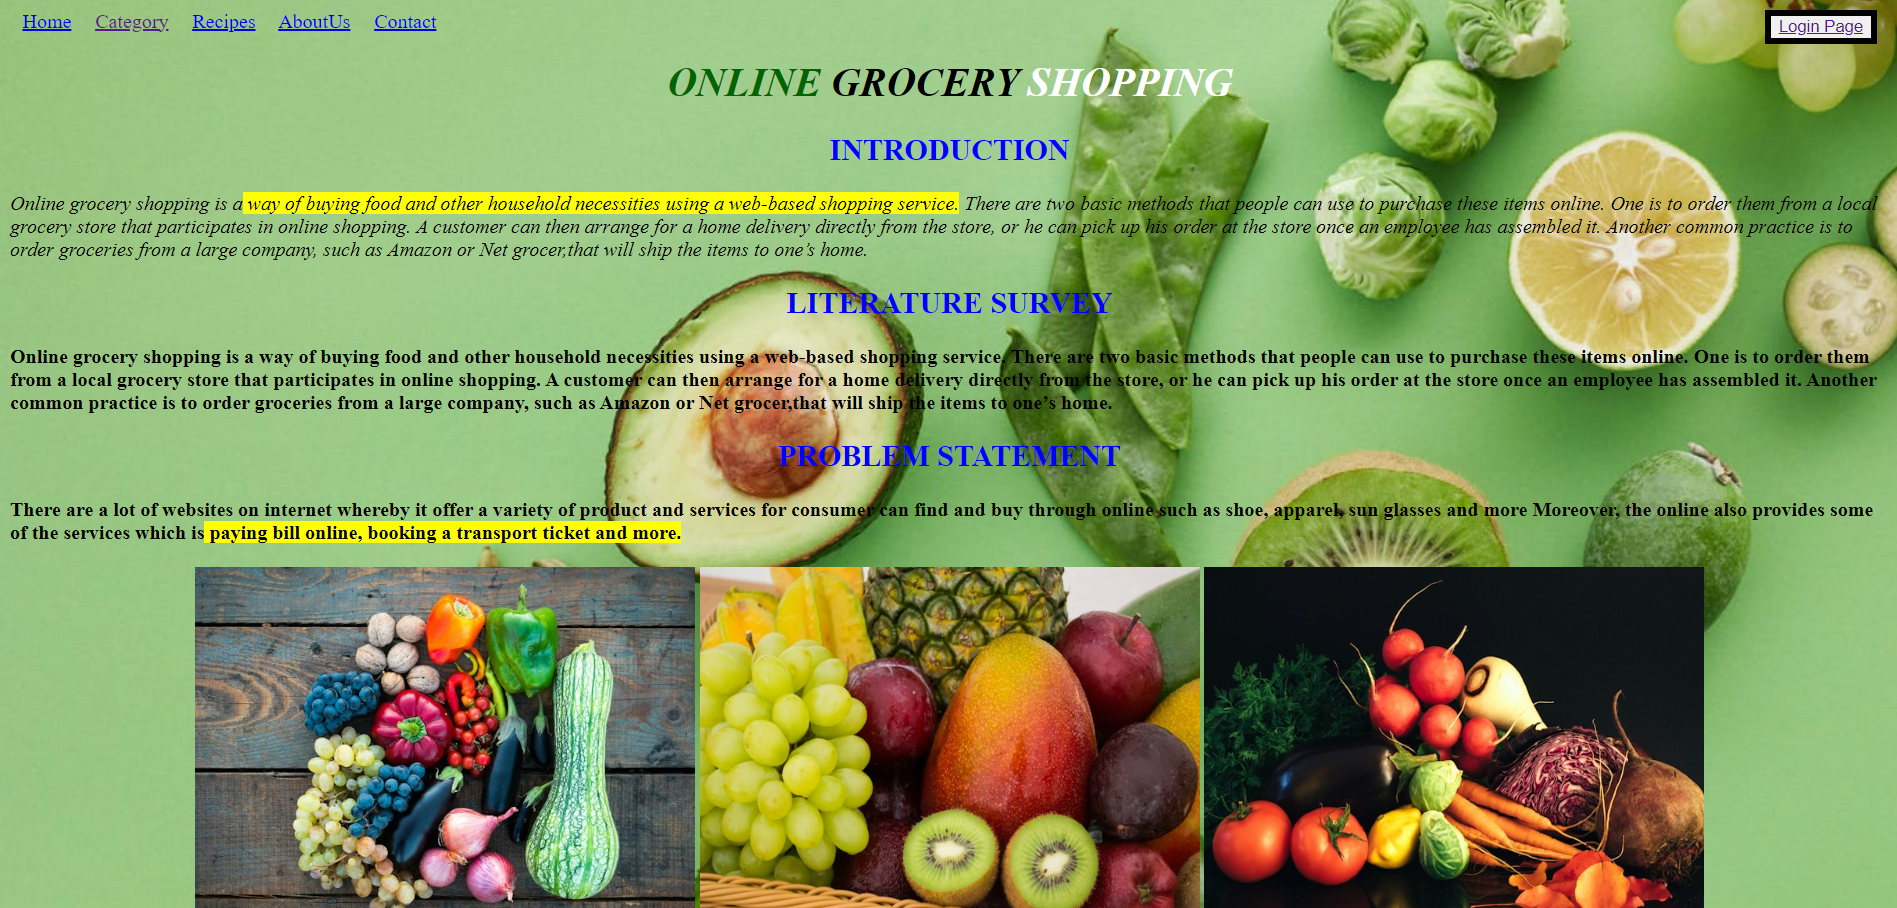 Home Category Recipes AboutUs Contact Login Page
ONLINE GROCERY SHOPPING
INTRODUCTION
Online grocery shopping is a way of buying food and other household necessities using a web-based shopping service. There are two basic methods that people can use to purchase these items online. One is to order them from a local
grocery store that participates in online shopping. A customer can then arrange for a home delivery directly from the store, or he can pick up his order at the store once an employee has assembled it. Another common practice is to
order groceries from a large company, such as Amazon or Net grocer,that will ship the items to one’s home.
LITERATURE SURVEY
Online grocery shopping is a way of buying food and other household necessities using a web-based shopping service. There are two basic methods that people can use to purchase these items online. One is to order them
from a local grocery store that participates in online shopping. A customer can then arrange for a home delivery directly from the store, or he can pick up his order at the store once an employee has assembled it. Another
common practice is to order groceries from a large company, such as Amazon or Net grocer,that will ship the items to one’s home.
PROBLEM STATEMENT
There are a lot of websites on internet whereby it offer a variety of product and services for consumer can find and buy through online such as shoe, apparel, sun glasses and more Moreover, the online also provides some
of the services which is paying bill online, booking a transport ticket and more.